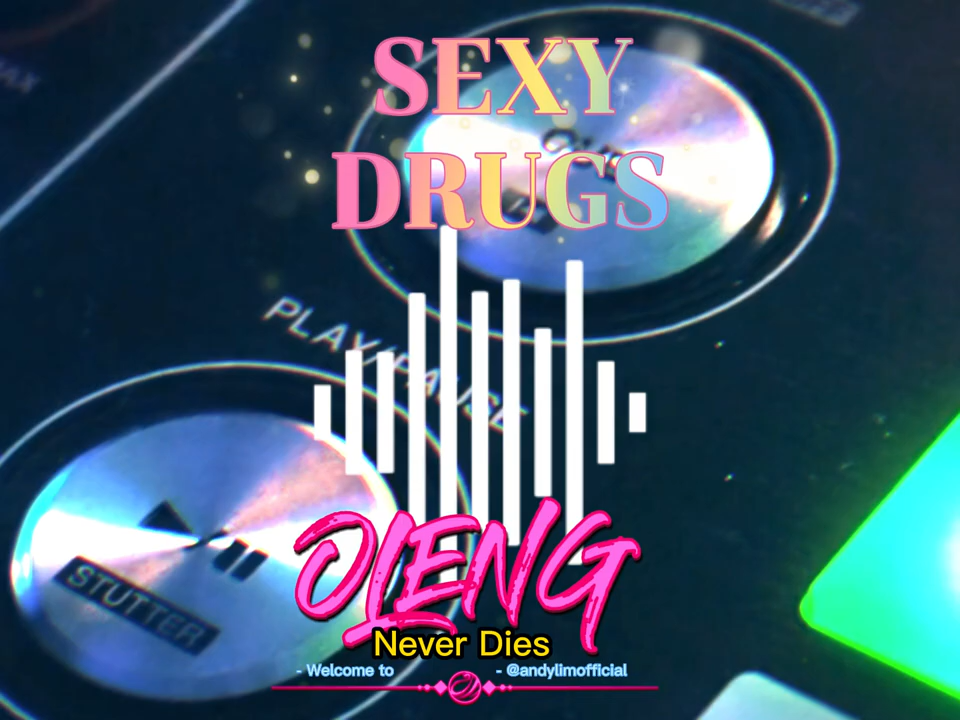 SEXY
DRUGS
PLAY/PAUSE
STUTTER
OLENG
Never Dies
- Welcome to - @andylimofficial